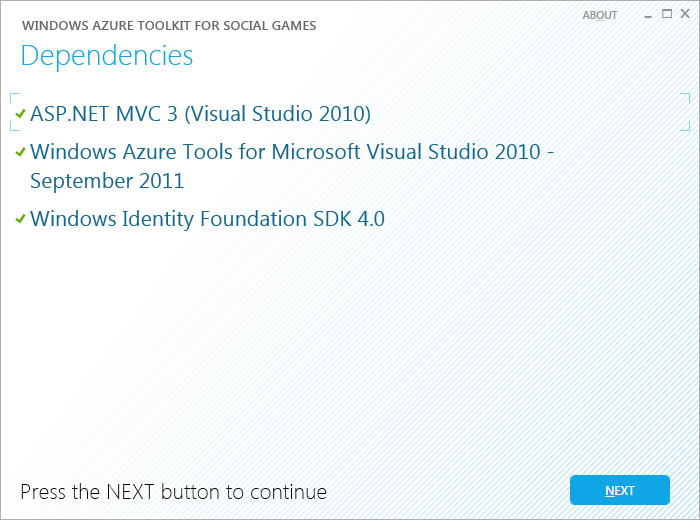 ABOUT
WINDOWS AZURE TOOLKIT FOR SOCIAL GAMES
Dependencies
ASP.NET MVC 3 (Visual Studio 2010)
Windows Azure Tools for Microsoft Visual Studio 2010 -
September 2011
Windows Identity Foundation SDK 4.0
Press the NEXT button to continue
NEXT